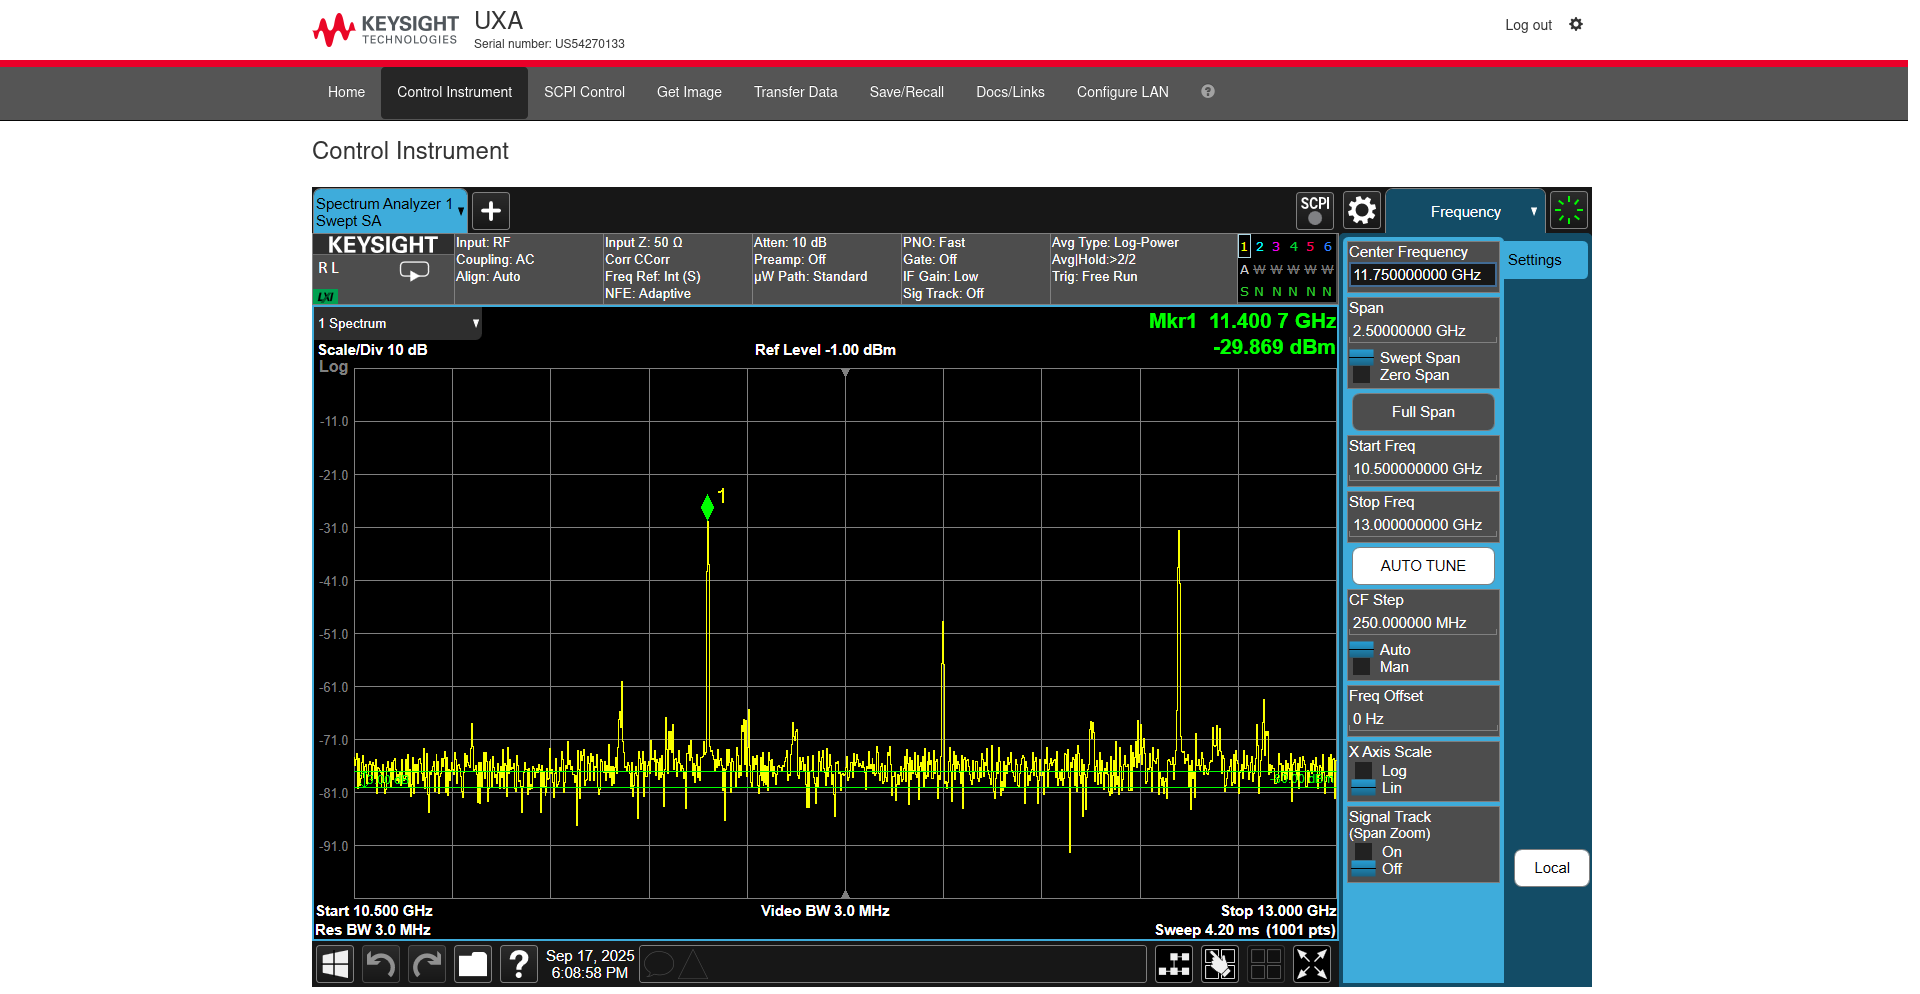 KEYSIGHT
TECHNOLOGIES
UXA
Serial number: US54270133
Log out
Home
Control Instrument
SCPI Control
Get Image
Transfer Data
Save/Recall
Docs/Links
Configure LAN
?
Control Instrument
Spectrum Analyzer 1
Swept SA
SCPI
Frequency
KEYSIGHT
R L
LXI
Input: RF
Coupling: AC
Align: Auto
Input Z: 50 Ω
Corr CCorr
Freq Ref: Int (S)
NFE: Adaptive
Atten: 10 dB
Preamp: Off
µW Path: Standard
PNO: Fast
Gate: Off
IF Gain: Low
Sig Track: Off
Avg Type: Log-Power
Avg|Hold:>2/2
Trig: Free Run
1 2 3 4 5 6
A W W W W W
S N N N N N
1 Spectrum
Scale/Div 10 dB
Log
Ref Level -1.00 dBm
Mkr1 11.400 7 GHz
-29.869 dBm
1
-11.0
-21.0
-31.0
-41.0
-51.0
-61.0
-71.0
-81.0
-91.0
Start 10.500 GHz
Res BW 3.0 MHz
Video BW 3.0 MHz
Stop 13.000 GHz
Sweep 4.20 ms (1001 pts)
Center Frequency
11.750000000 GHz
Settings
Span
2.50000000 GHz
Swept Span
Zero Span
Full Span
Start Freq
10.500000000 GHz
Stop Freq
13.000000000 GHz
AUTO TUNE
CF Step
250.000000 MHz
Auto
Man
Freq Offset
0 Hz
X Axis Scale
Log
Lin
Signal Track
(Span Zoom)
On
Off
Local
?
Sep 17, 2025
6:08:58 PM